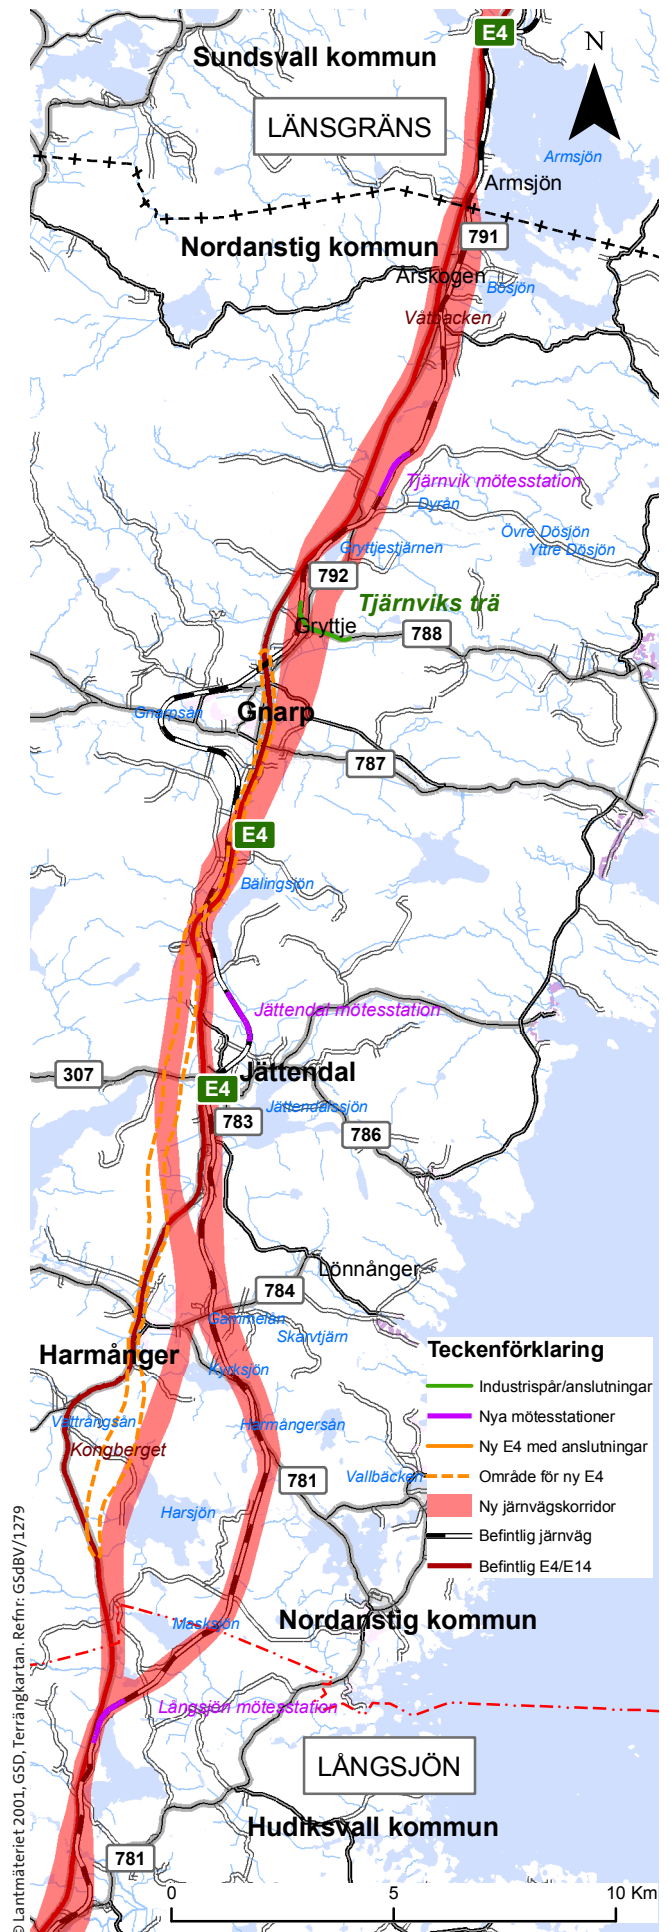 E4
Sundsvall kommun
N
LÄNSGRÄNS
Armsjön
Armsjön
791
Nordanstig kommun
Årskogen
Bösjön
Våtbacken
Tjärnvik mötesstation
Dyrån
Övre Dösjön
Yttre Dösjön
Gryttjestjärnen
792
Tjärnviks trä
Gryttje
788
Gnarpsån
Gnarp
787
E4
Bälingsjön
Jättendal mötesstation
307
Jättendal
E4
Jättendalssjön
783
786
Lönnånger
784
Gammelån
Skarvtjärn
Harmånger
Kyrksjön
Vattrångsån
Harmångersån
Kongberget
781
Vallbäcken
Harsjön
Teckenförklaring
Industrispår/anslutningar
Nya mötesstationer
Ny E4 med anslutningar
Område för ny E4
Ny järnvägskorridor
Befintlig järnväg
Befintlig E4/E14
© Lantmäteriet 2001, GSD, Terrängkartan. Refnr: GSdBV/1279
Nordanstig kommun
Masksjön
Långsjön mötesstation
LÅNGSJÖN
Hudiksvall kommun
781
0 5 10 Km